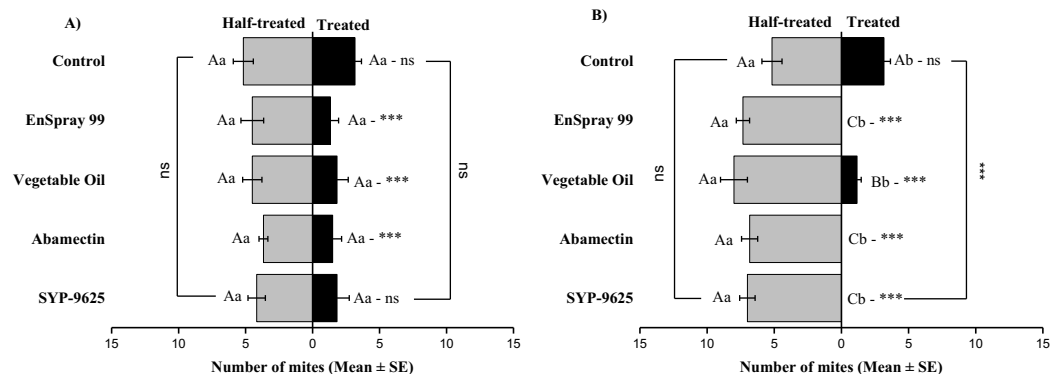 A)
Half-treated Treated
Control Aa Aa - ns
EnSpray 99 Aa Aa - ***
Vegetable Oil Aa Aa - ***
Abamectin Aa Aa - ***
SYP-9625 Aa Aa - ns
ns
ns
15 10 5 0 5 10 15
Number of mites (Mean ± SE)
B)
Half-treated Treated
Control Aa Ab - ns
EnSpray 99 Aa Cb - ***
Vegetable Oil Aa Bb - ***
Abamectin Aa Cb - ***
SYP-9625 Aa Cb - ***
ns
***
15 10 5 0 5 10 15
Number of mites (Mean ± SE)